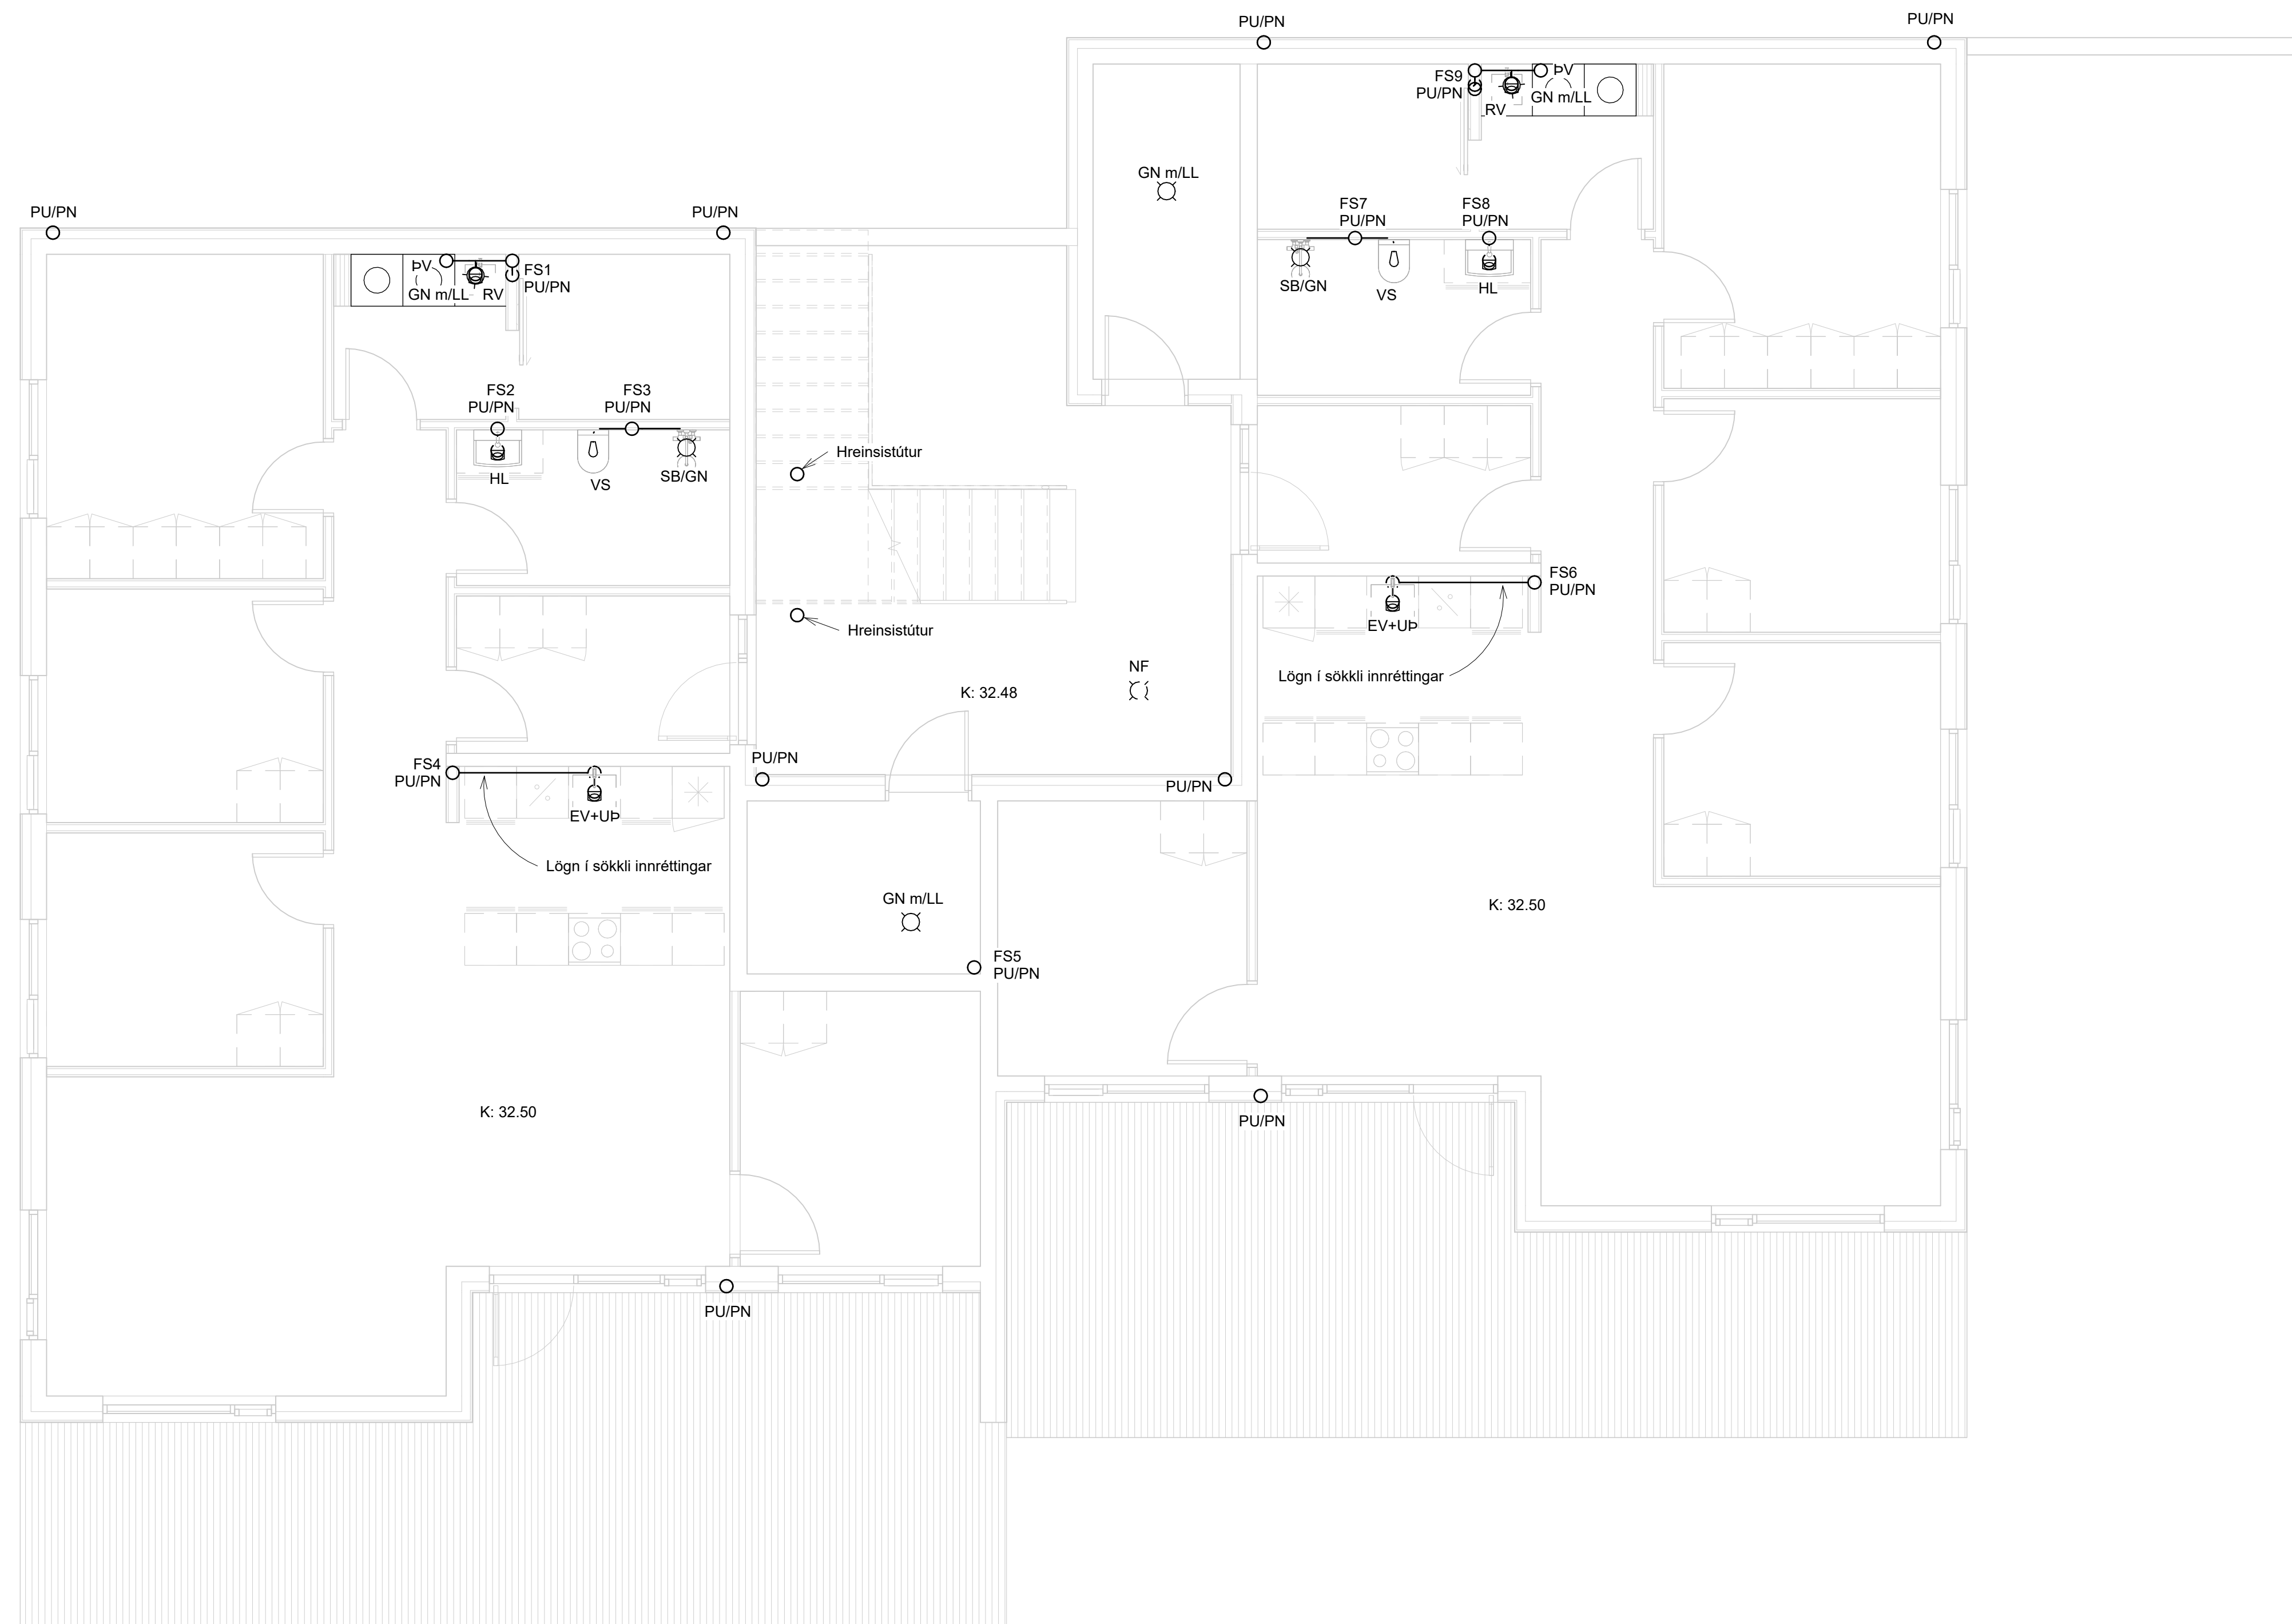 PU/PN
PU/PN
FS9
PU/PN
ÞV
GN m/LL
RV
GN m/LL
PU/PN
PU/PN
FS7
PU/PN
FS8
PU/PN
ÞV
GN m/LL
RV
FS1
PU/PN
SB/GN
VS
HL
FS2
PU/PN
FS3
PU/PN
HL
VS
SB/GN
Hreinsistútur
Hreinsistútur
FS6
PU/PN
EV+UÞ
Lögn í sökkli innréttingar
NF
K: 32.48
PU/PN
PU/PN
FS4
PU/PN
EV+UÞ
Lögn í sökkli innréttingar
GN m/LL
K: 32.50
FS5
PU/PN
K: 32.50
PU/PN
PU/PN